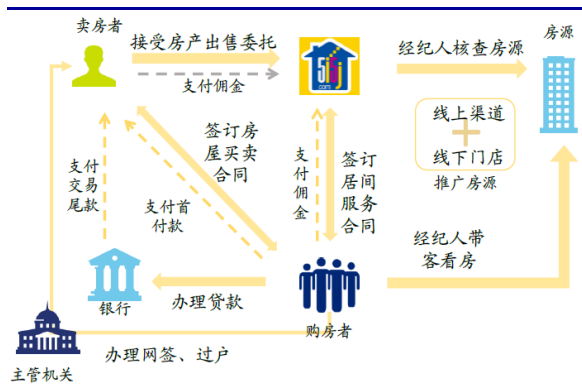 卖房者
接受房产出售委托
支付佣金
5i5j
.com
经纪人核查房源
房源
线上渠道
线下门店
推广房源
签订房
屋买卖
合同
支付
交易
尾款
支付首
付款
支付佣金
签订
居间
服务
合同
经纪人带
客看房
银行
办理贷款
购房者
主管机关
办理网签、过户